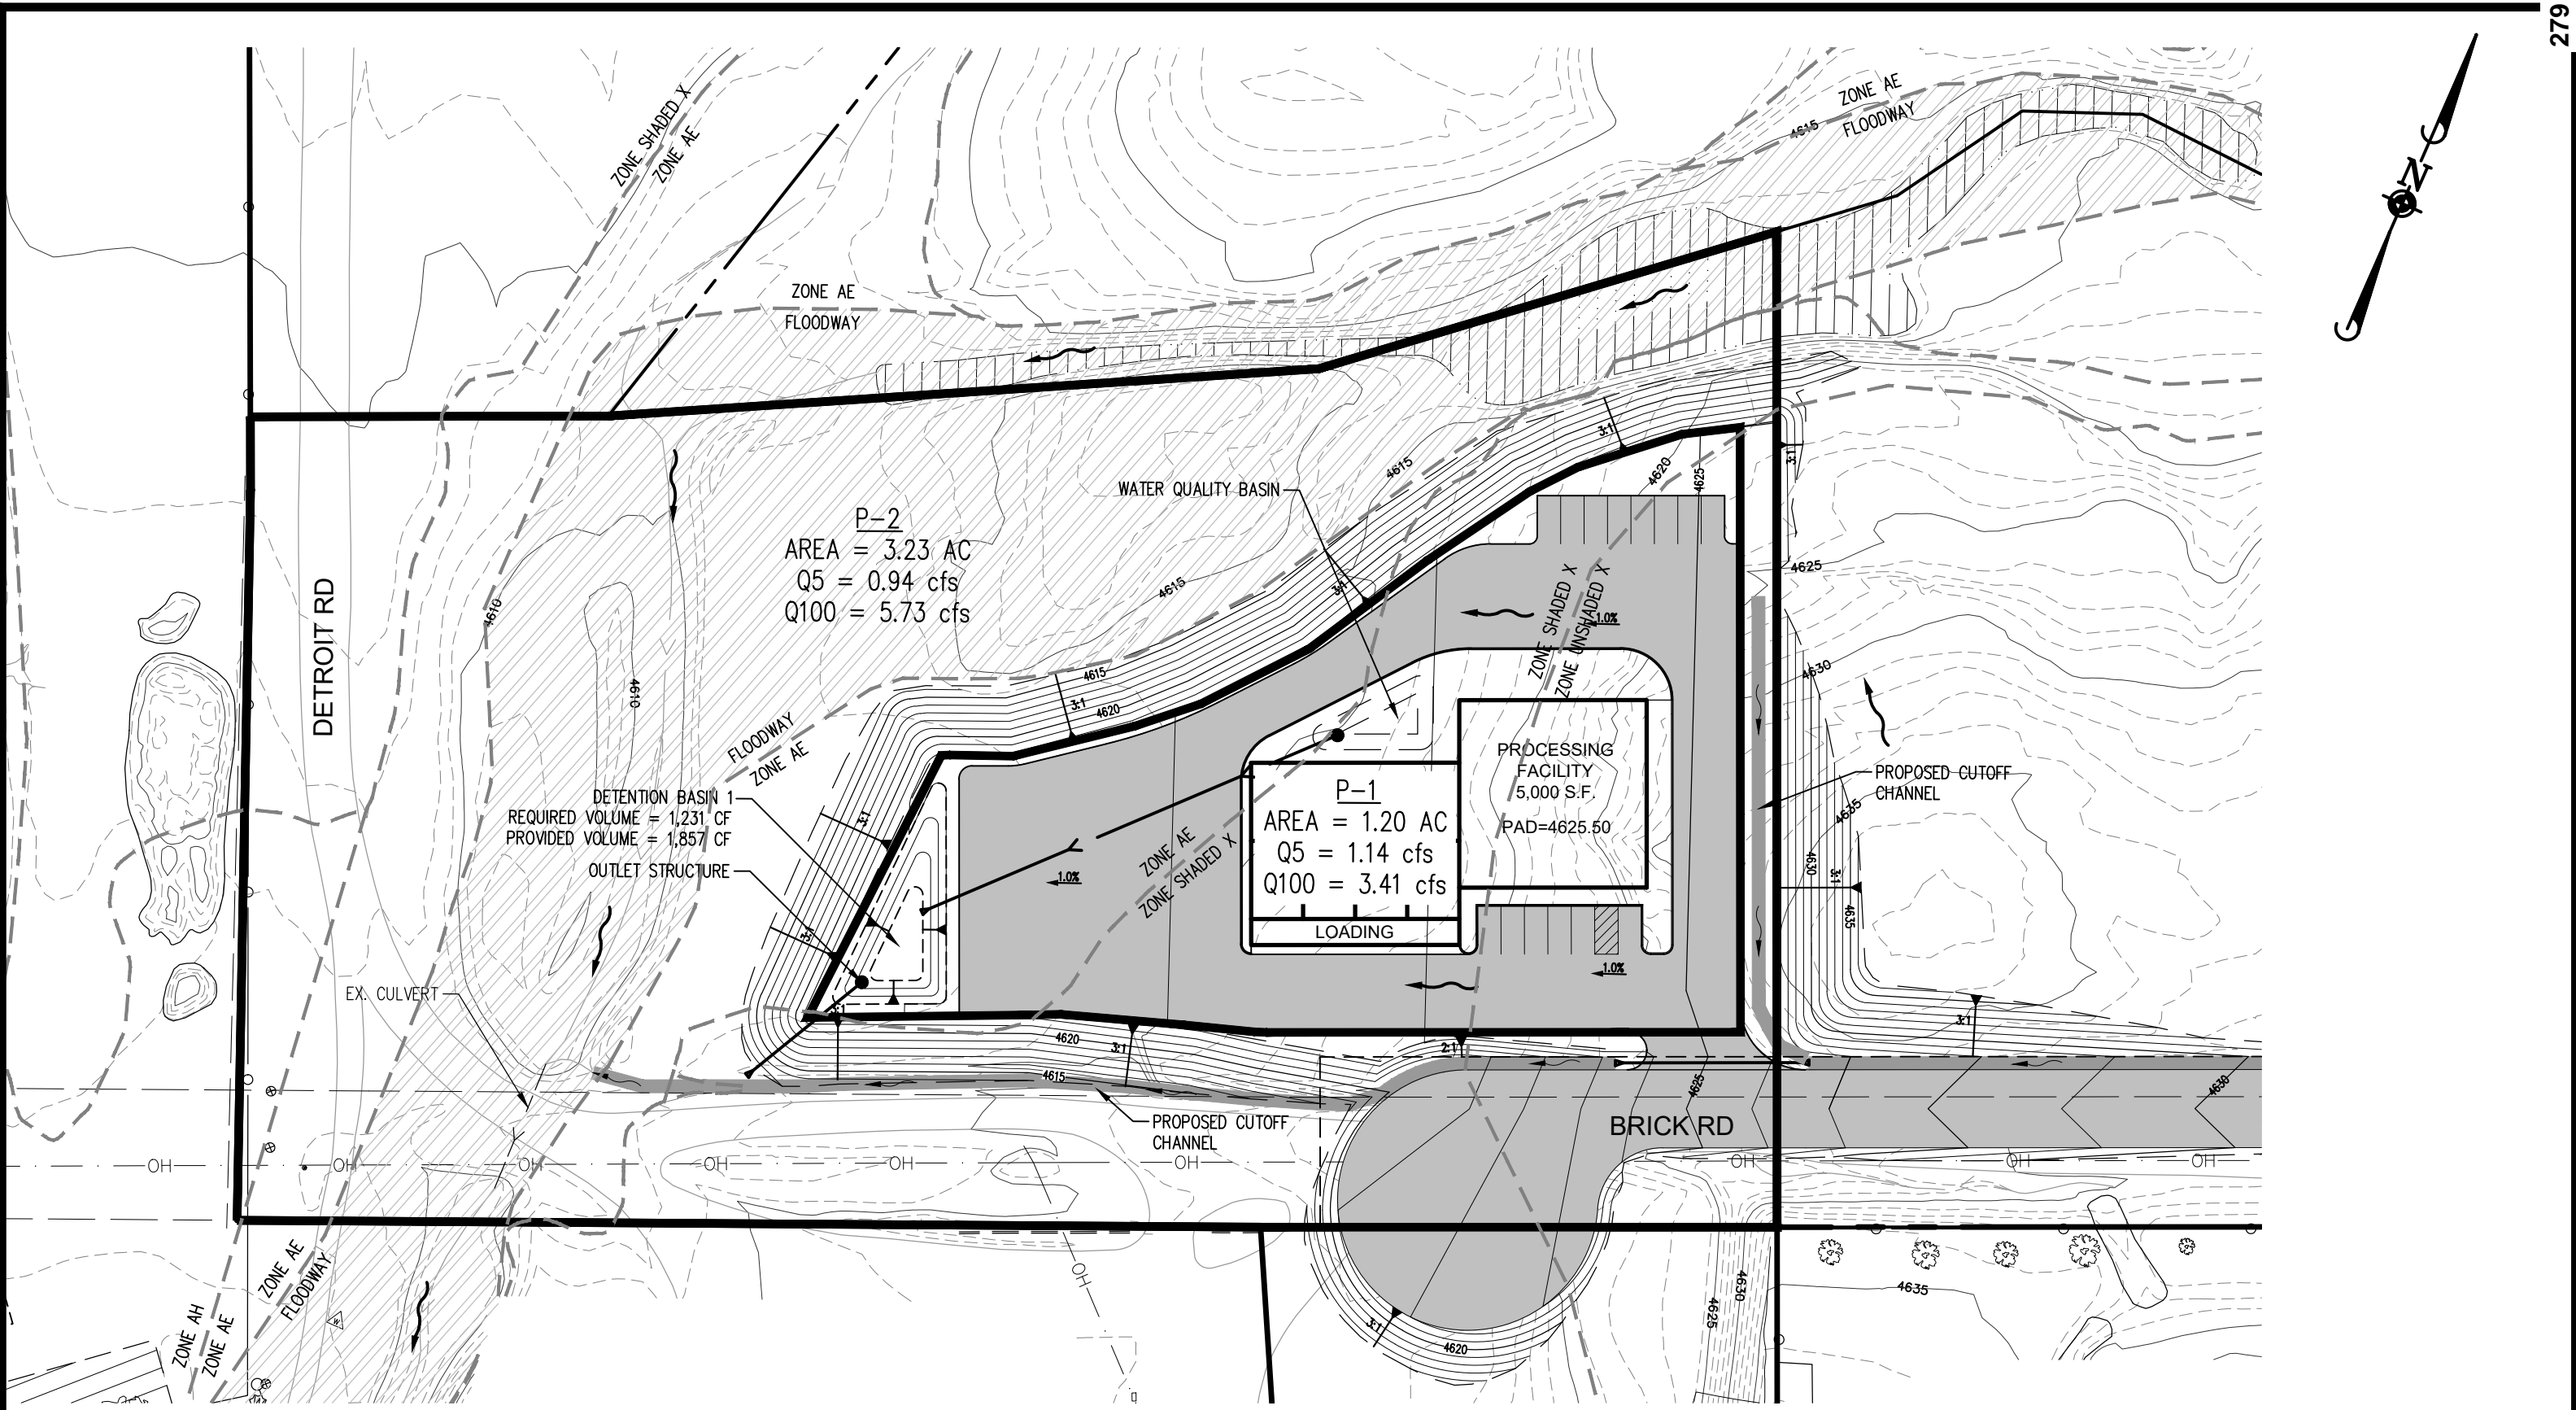 279
N
ZONE SHADED X
ZONE AE
ZONE AE
FLOODWAY
4615
ZONE AE
FLOODWAY
3:1
4620
4625
3:1
4615
WATER QUALITY BASIN
P-2
AREA = 3.23 AC
Q5 = 0.94 cfs
Q100 = 5.73 cfs
4615
3:1
4625
ZONE SHADED X
ZONE UNSHADED X
1.0%
4610
4610
DETROIT RD
4630
4615
3:1
4620
FLOODWAY
ZONE AE
PROCESSING
FACILITY
5,000 S.F.
PAD=4625.50
PROPOSED CUTOFF
CHANNEL
DETENTION BASIN 1
REQUIRED VOLUME = 1,231 CF
PROVIDED VOLUME = 1,857 CF
OUTLET STRUCTURE
3:1
P-1
AREA = 1.20 AC
Q5 = 1.14 cfs
Q100 = 3.41 cfs
4635
ZONE AE
ZONE SHADED X
1.0%
4630
3:1
4635
LOADING
3:1
1.0%
EX. CULVERT
3:1
4620
3:1
2:1
3:1
4615
4625
4630
PROPOSED CUTOFF
CHANNEL
BRICK RD
OH
OH
OH
OH
OH
OH
OH
OH
OH
OH
ZONE AE
FLOODWAY
4630
4625
4635
W
ZONE AH
ZONE AE
3:1
4620